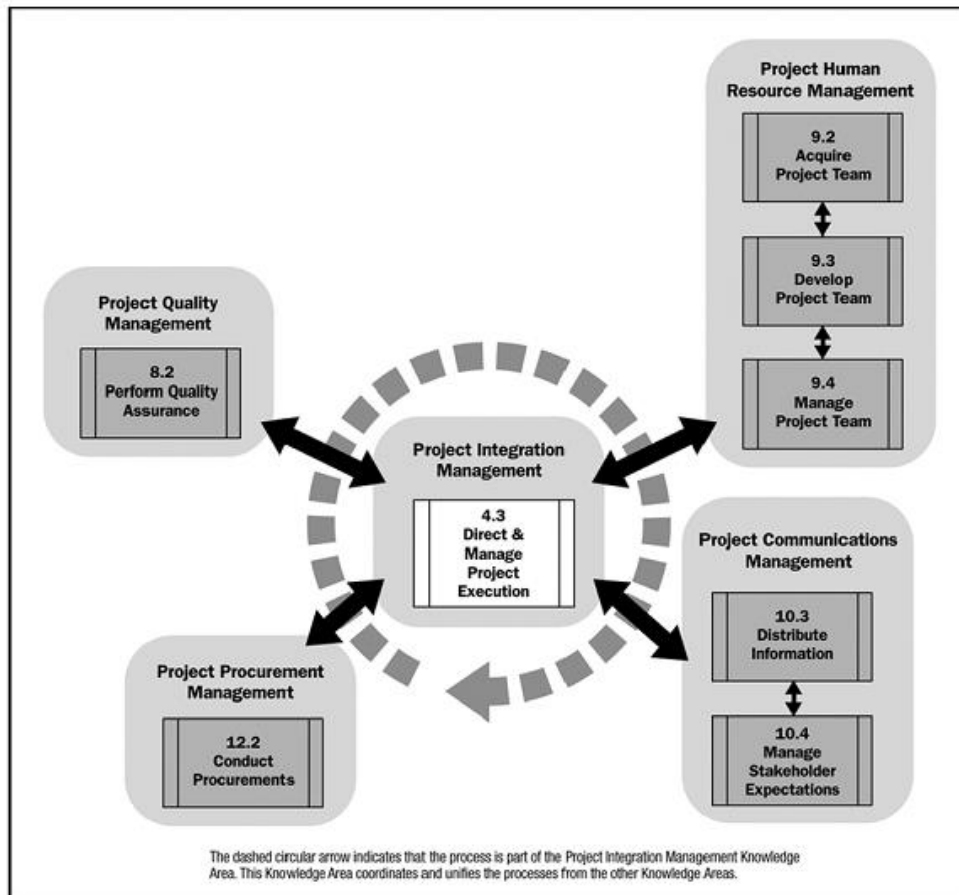 Project Human
Resource Management
9.2
Acquire
Project Team
9.3
Develop
Project Team
9.4
Manage
Project Team
Project Quality
Management
8.2
Perform Quality
Assurance
Project Integration
Management
4.3
Direct &
Manage
Project
Execution
Project Communications
Management
10.3
Distribute
Information
10.4
Manage
Stakeholder
Expectations
Project Procurement
Management
12.2
Conduct
Procurements
The dashed circular arrow indicates that the process is part of the Project Integration Management Knowledge
Area. This Knowledge Area coordinates and unifies the processes from the other Knowledge Areas.